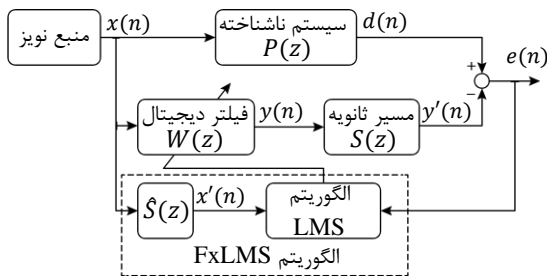 منبع نویز
x(n)
سیستم ناشناخته
P(z)
d(n)
e(n)
+
−
فیلتر دیجیتال
W(z)
y(n)
مسیر ثانویه
S(z)
y′(n)
Ŝ(z)
x′(n)
الگوریتم
LMS
الگوریتم FxLMS